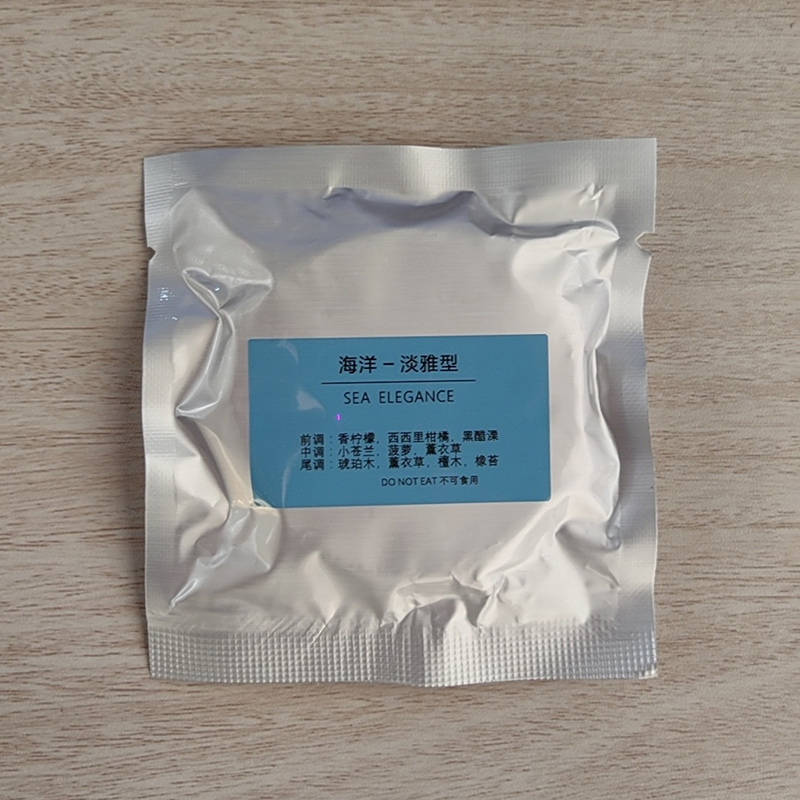 海洋 – 淡雅型
SEA ELEGANCE
前调：香柠檬，西西里柑橘，黑醋溧
中调：小苍兰，菠萝，薰衣草
尾调：琥珀木，薰衣草，檀木，橡苔
DO NOT EAT 不可食用